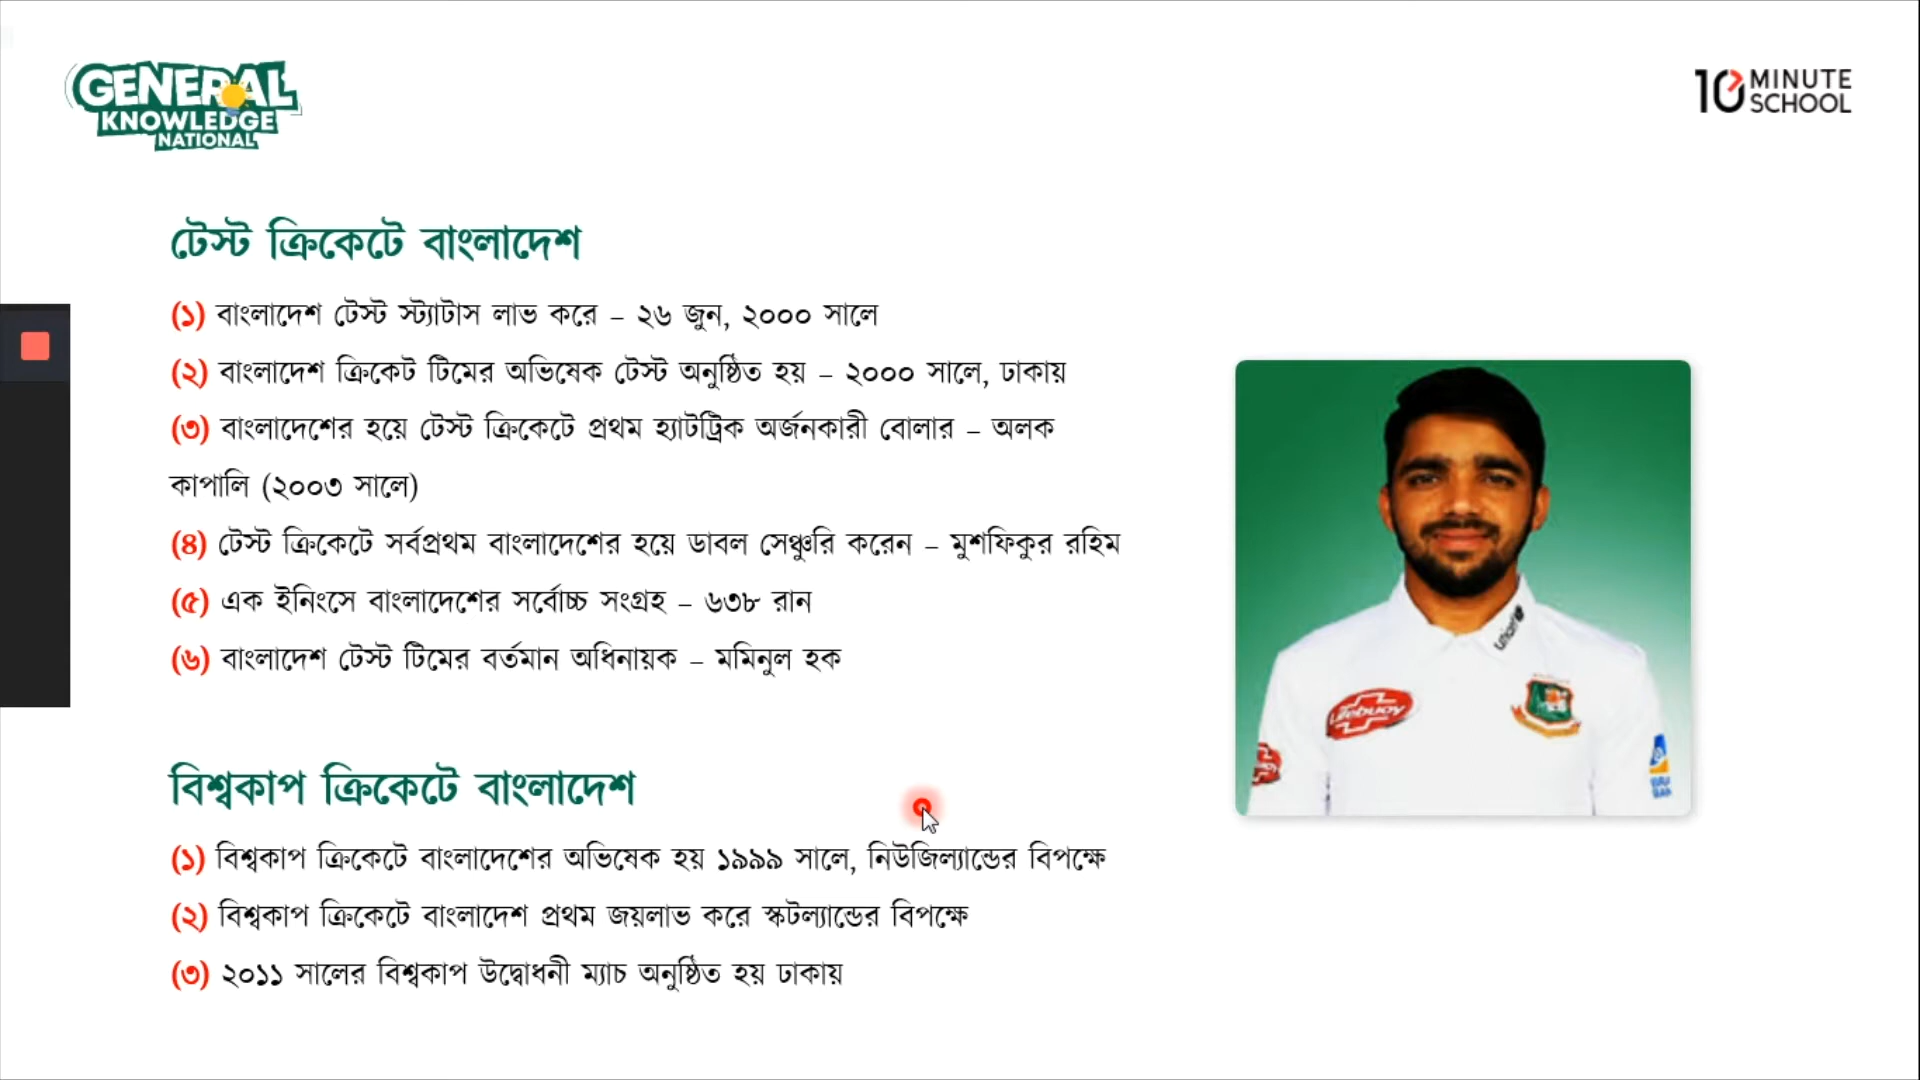 GENERAL
KNOWLEDGE
NATIONAL
10 MINUTE
SCHOOL
টেস্ট ক্রিকেটে বাংলাদেশ
(১) বাংলাদেশ টেস্ট স্ট্যাটাস লাভ করে – ২৬ জুন, ২০০০ সালে
(২) বাংলাদেশ ক্রিকেট টিমের অভিষেক টেস্ট অনুষ্ঠিত হয় – ২০০০ সালে, ঢাকায়
(৩) বাংলাদেশের হয়ে টেস্ট ক্রিকেটে প্রথম হ্যাটট্রিক অর্জনকারী বোলার – অলক
কাপালি (২০০৩ সালে)
(৪) টেস্ট ক্রিকেটে সর্বপ্রথম বাংলাদেশের হয়ে ডাবল সেঞ্চুরি করেন – মুশফিকুর রহিম
(৫) এক ইনিংসে বাংলাদেশের সর্বোচ্চ সংগ্রহ – ৬৩৮ রান
(৬) বাংলাদেশ টেস্ট টিমের বর্তমান অধিনায়ক – মমিনুল হক
unicef
Lifebuoy
বিশ্বকাপ ক্রিকেটে বাংলাদেশ
(১) বিশ্বকাপ ক্রিকেটে বাংলাদেশের অভিষেক হয় ১৯৯৯ সালে, নিউজিল্যান্ডের বিপক্ষে
(২) বিশ্বকাপ ক্রিকেটে বাংলাদেশ প্রথম জয়লাভ করে স্কটল্যান্ডের বিপক্ষে
(৩) ২০১১ সালের বিশ্বকাপ উদ্বোধনী ম্যাচ অনুষ্ঠিত হয় ঢাকায়